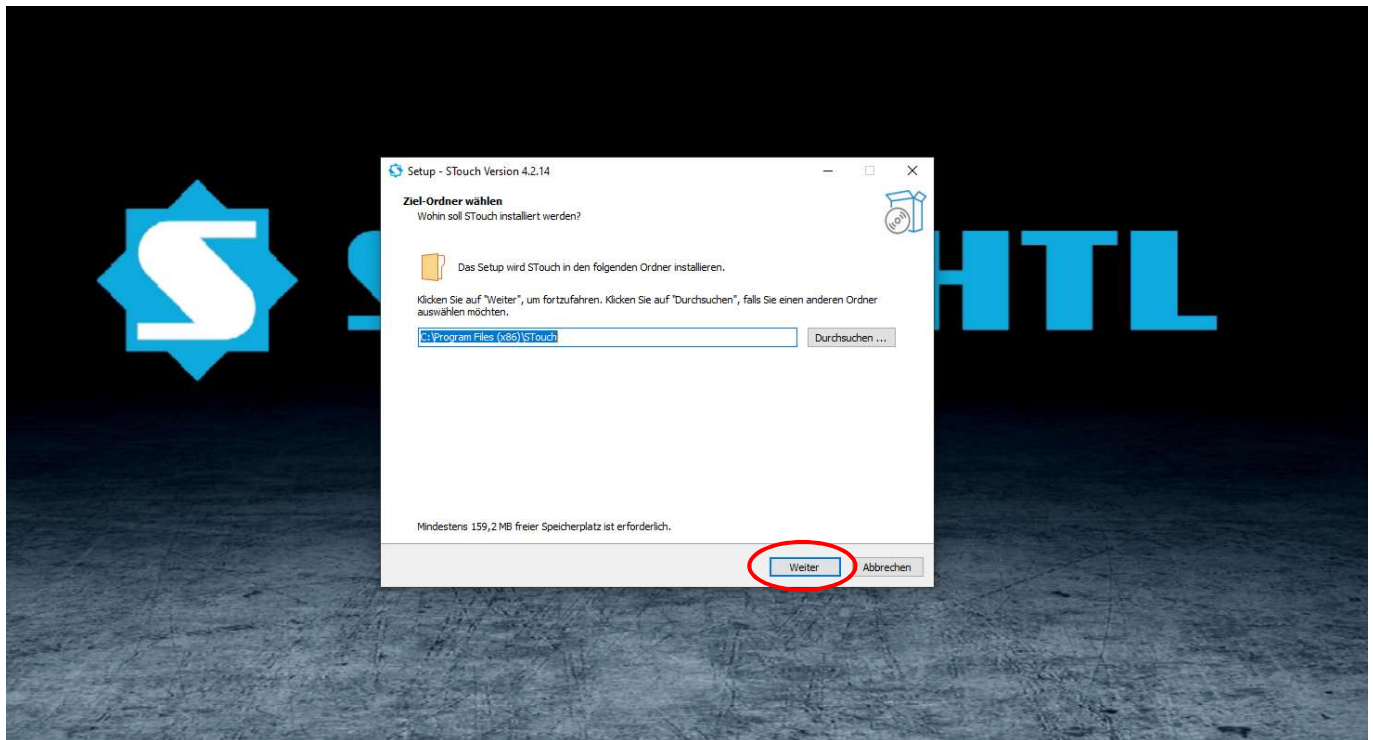 Setup - STouch Version 4.2.14
Ziel-Ordner wählen
Wohin soll STouch installiert werden?
Das Setup wird STouch in den folgenden Ordner installieren.
Klicken Sie auf "Weiter", um fortzufahren. Klicken Sie auf "Durchsuchen", falls Sie einen anderen Ordner
auswählen möchten.
C:\Program Files (x86)\STouch
Durchsuchen ...
Mindestens 159,2 MB freier Speicherplatz ist erforderlich.
Weiter
Abbrechen